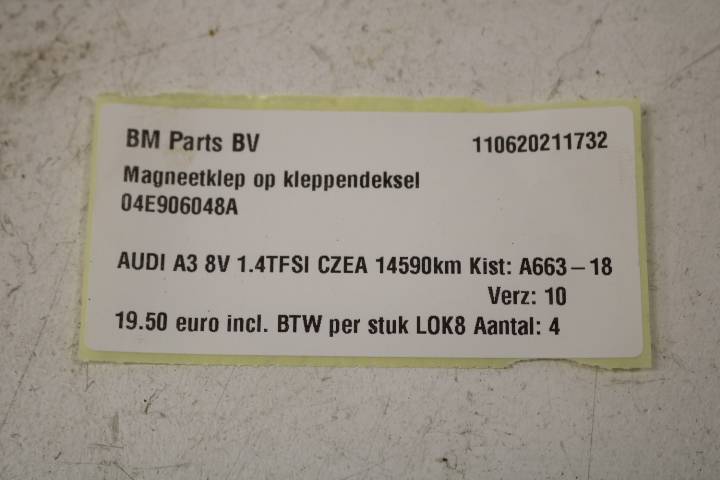 BM Parts BV 110620211732
Magneetklep op kleppendeksel
04E906048A
AUDI A3 8V 1.4TFSI CZEA 14590km Kist: A663-18
Verz: 10
19.50 euro incl. BTW per stuk LOK8 Aantal: 4